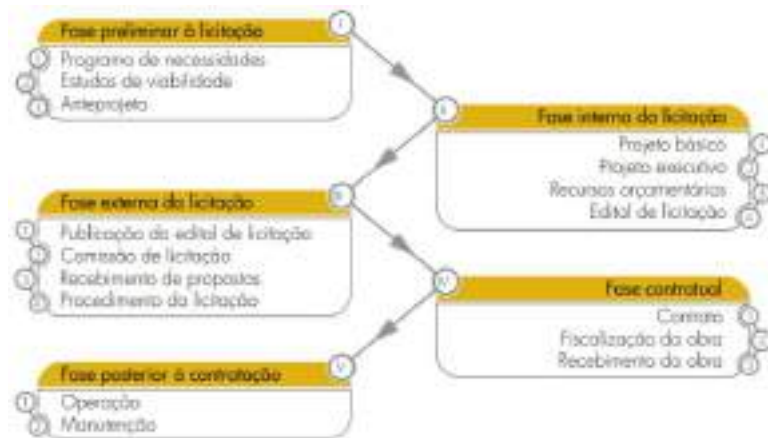 Fase preliminar à licitação
I
1 Programa de necessidades
2 Estudos de viabilidade
3 Anteprojeto
II
Fase interna da licitação
Projeto básico 1
Projeto executivo 2
Recursos orçamentários 3
Edital de licitação 4
Fase externa da licitação
III
1 Publicação do edital de licitação
2 Comissão de licitação
3 Recebimento de propostas
Procedimento da licitação
IV
Fase contratual
Contrato 1
Fiscalização da obra 2
Recebimento da obra 3
Fase posterior à contratação
V
1 Operação
2 Manutenção